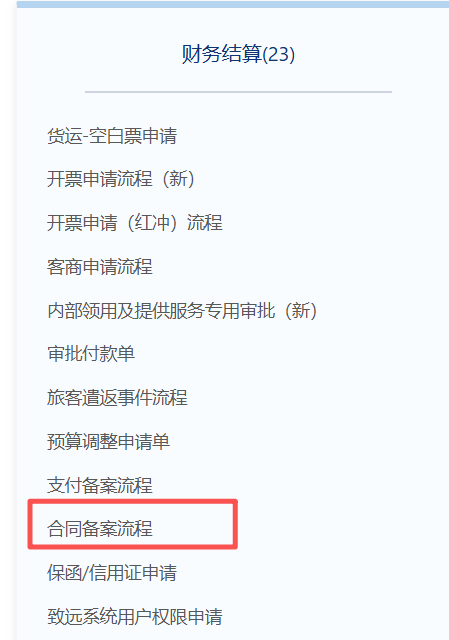 财务结算(23)
货运-空白票申请
开票申请流程（新）
开票申请（红冲）流程
客商申请流程
内部领用及提供服务专用审批（新）
审批付款单
旅客遣返事件流程
预算调整申请单
支付备案流程
合同备案流程
保函/信用证申请
致远系统用户权限申请